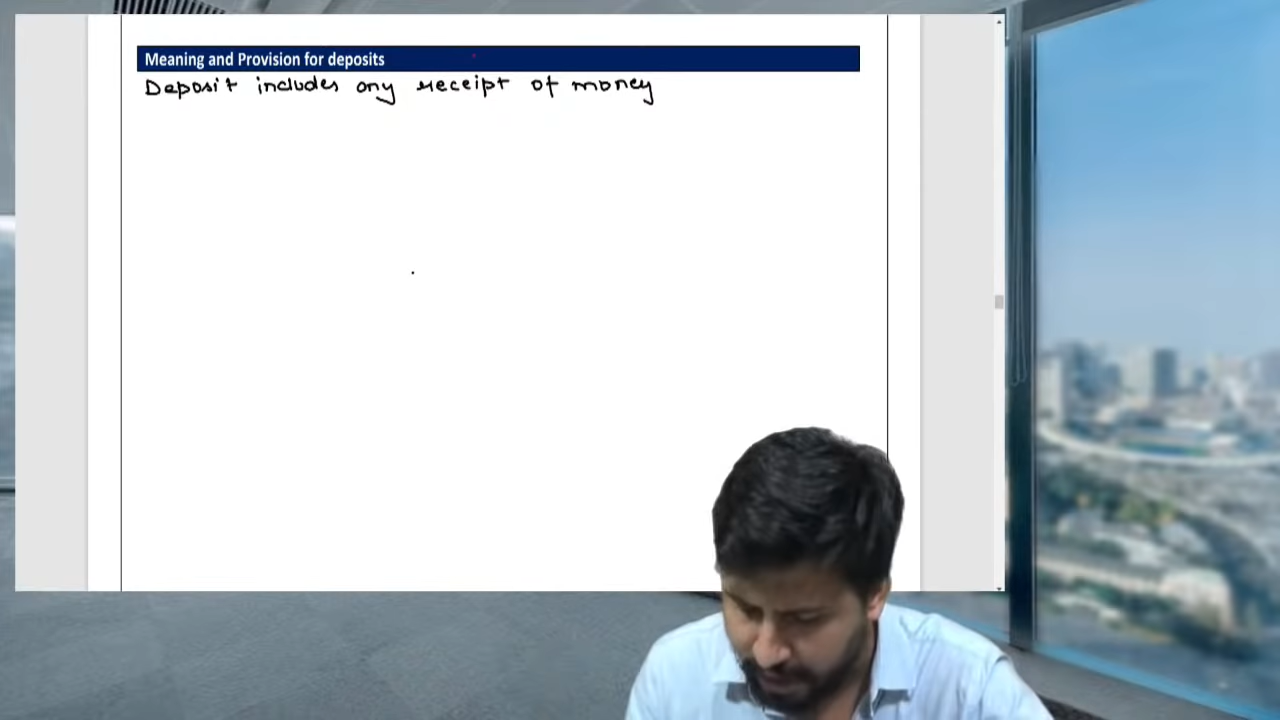 Meaning and Provision for deposits
Deposit includes any receipt of money